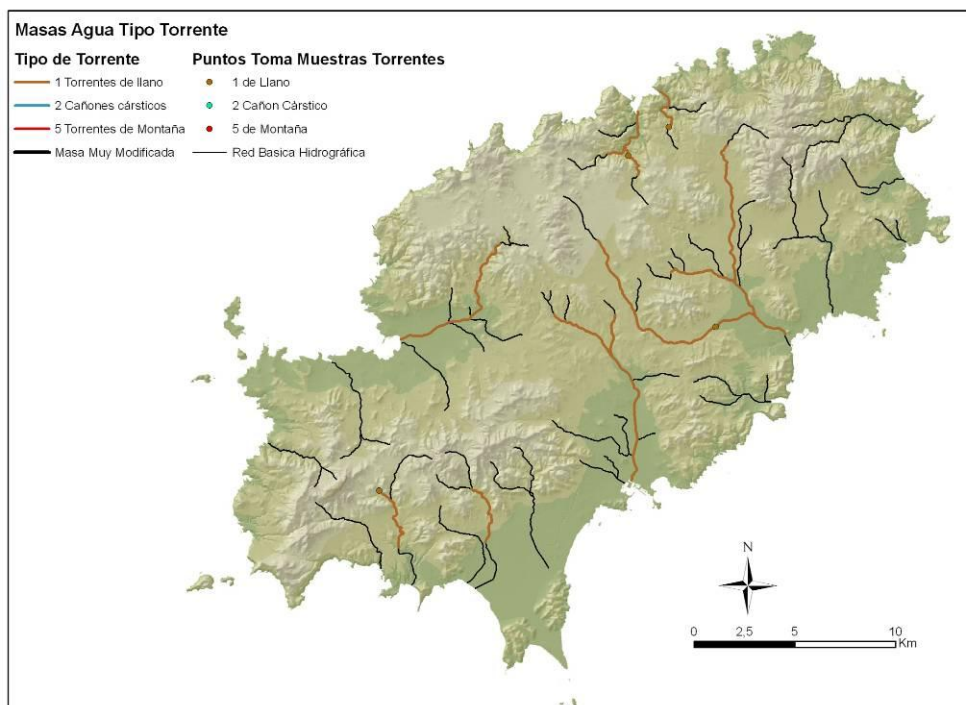 Masas Agua Tipo Torrente
Tipo de Torrente
1 Torrentes de llano
2 Cañones cársticos
5 Torrentes de Montaña
Masa Muy Modificada
Puntos Toma Muestras Torrentes
1 de Llano
2 Cañon Cárstico
5 de Montaña
Red Basica Hidrográfica
N
0 2,5 5 10
Km